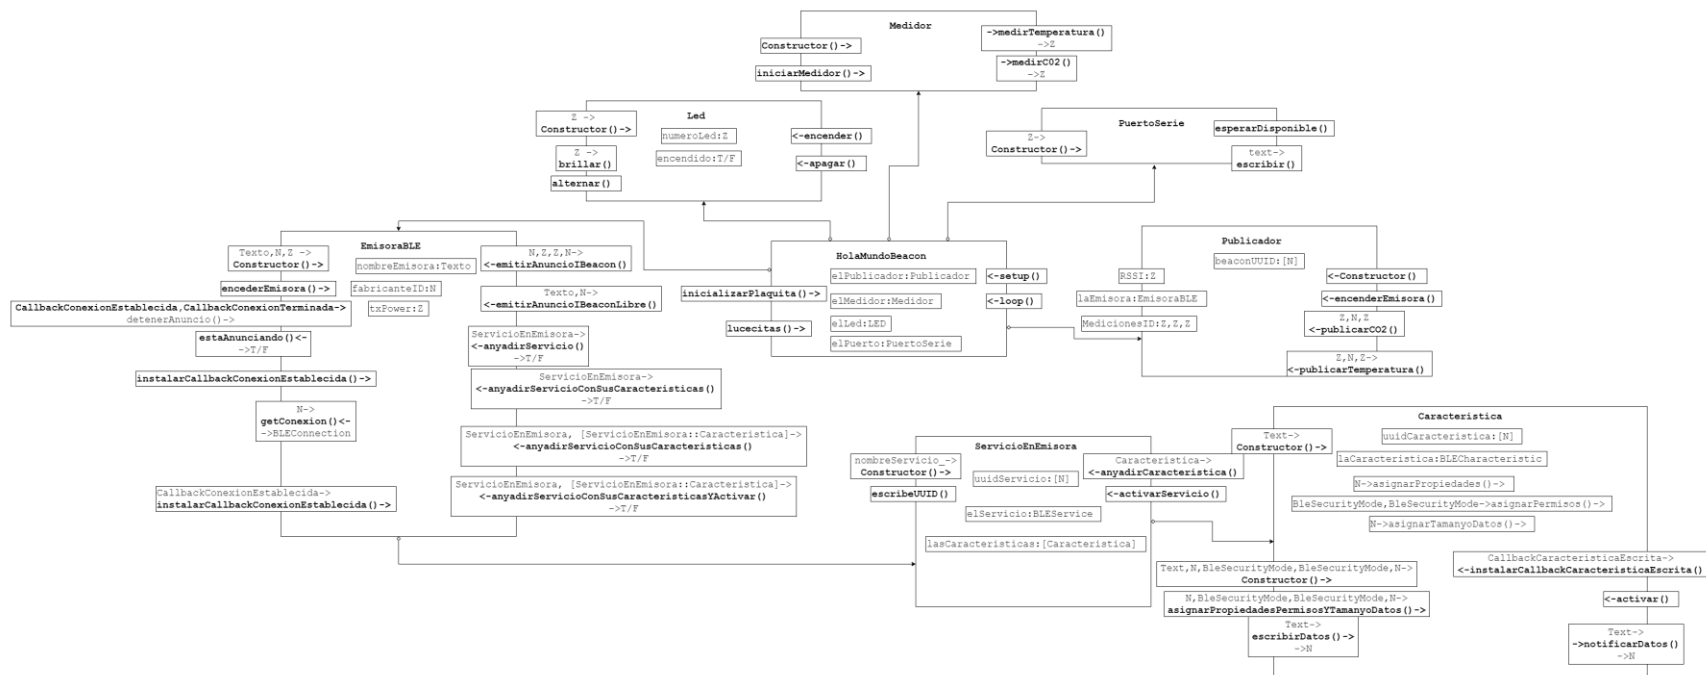 Medidor
Constructor()->
iniciarMedidor()->
->medirTemperatura()
->Z
->medirC02()
->Z
Led
Z ->
Constructor()->
Z ->
brillar()
alternar()
numeroLed:Z
encendido:T/F
<-encender()
<-apagar()
PuertoSerie
Z->
Constructor()->
esperarDisponible()
text->
escribir()
EmisoraBLE
Texto,N,Z ->
Constructor()->
encederEmisora()->
CallbackConexionEstablecida,CallbackConexionTerminada->
detenerAnuncio()->
estaAnunciando()<-
->T/F
instalarCallbackConexionEstablecida()->
N->
getConexion()<-
->BLEConnection
CallbackConexionEstablecida->
instalarCallbackConexionEstablecida()->
nombreEmisora:Texto
fabricanteID:N
txPower:Z
N,Z,Z,N->
<-emitirAnuncioIBeacon()
Texto,N->
<-emitirAnuncioIBeaconLibre()
ServicioEnEmisora->
<-anyadirServicio()
->T/F
ServicioEnEmisora->
<-anyadirServicioConSusCaracteristicas()
->T/F
ServicioEnEmisora, [ServicioEnEmisora::Caracteristica]->
<-anyadirServicioConSusCaracteristicas()
->T/F
ServicioEnEmisora, [ServicioEnEmisora::Caracteristica]->
<-anyadirServicioConSusCaracteristicasYActivar()
->T/F
HolaMundoBeacon
inicializarPlaquita()->
lucecitas()->
elPublicador:Publicador
elMedidor:Medidor
elLed:LED
elPuerto:PuertoSerie
<-setup()
<-loop()
Publicador
beaconUUID:[N]
RSSI:Z
laEmisora:EmisoraBLE
MedicionesID:Z,Z,Z
<-Constructor()
<-encenderEmisora()
Z,N,Z
<-publicarCO2()
Z,N,Z->
<-publicarTemperatura()
ServicioEnEmisora
nombreServicio_->
Constructor()->
escribeUUID()
uuidServicio:[N]
elServicio:BLEService
lasCaracteristicas:[Caracteristica]
Caracteristica->
<-anyadirCaracteristica()
<-activarServicio()
Caracteristica
Text->
Constructor()->
uuidCaracteristica:[N]
laCaracteristica:BLECharacteristic
N->asignarPropiedades()->
BleSecurityMode,BleSecurityMode->asignarPermisos()->
N->asignarTamanyoDatos()->
Text,N,BleSecurityMode,BleSecurityMode,N->
Constructor()->
N,BleSecurityMode,BleSecurityMode,N->
asignarPropiedadesPermisosYTamanyoDatos()->
Text->
escribirDatos()->
->N
CallbackCaracteristicaEscrita->
<-instalarCallbackCaracteristicaEscrita()
<-activar()
Text->
->notificarDatos()
->N